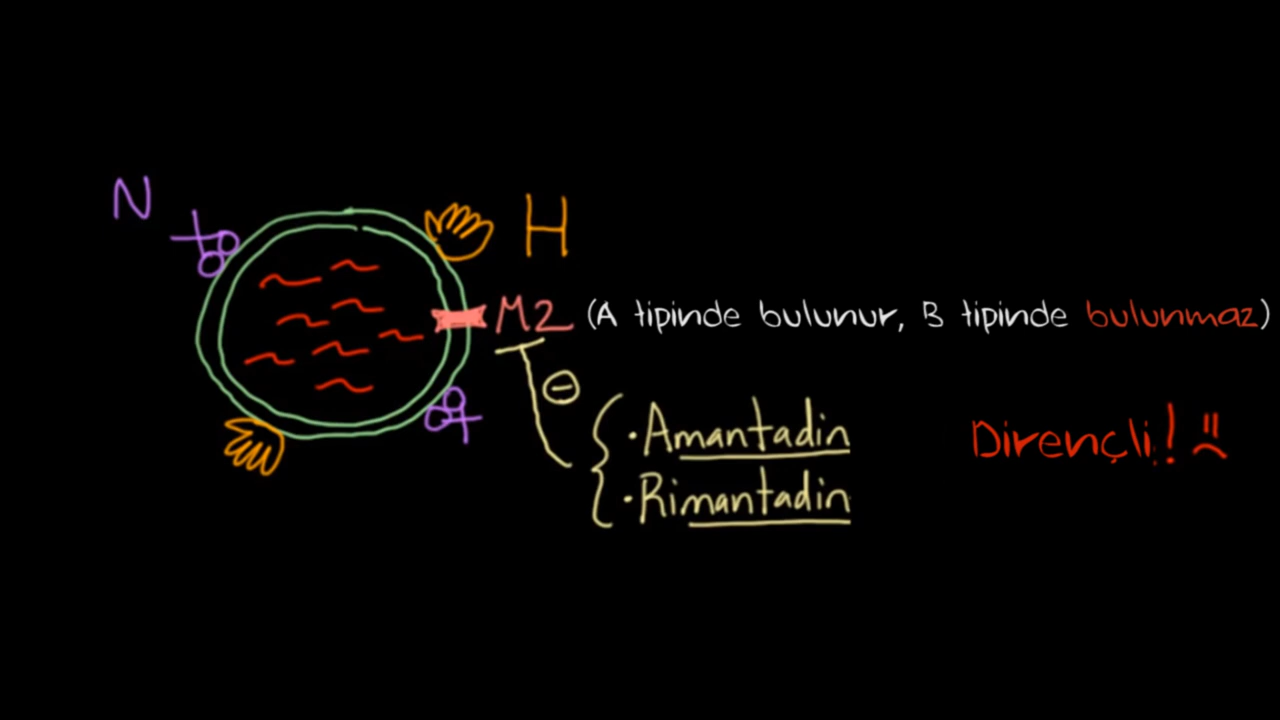 N
H
M2 (A tipinde bulunur, B tipinde bulunmaz)
• Amantadin
Dirençli!
• Rimantadin